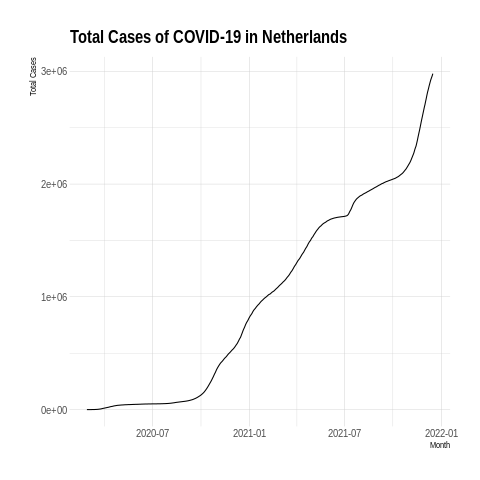 Total Cases of COVID-19 in Netherlands
Total Cases
3e+06
2e+06
1e+06
0e+00
2020-07 2021-01 2021-07 2022-01
Month